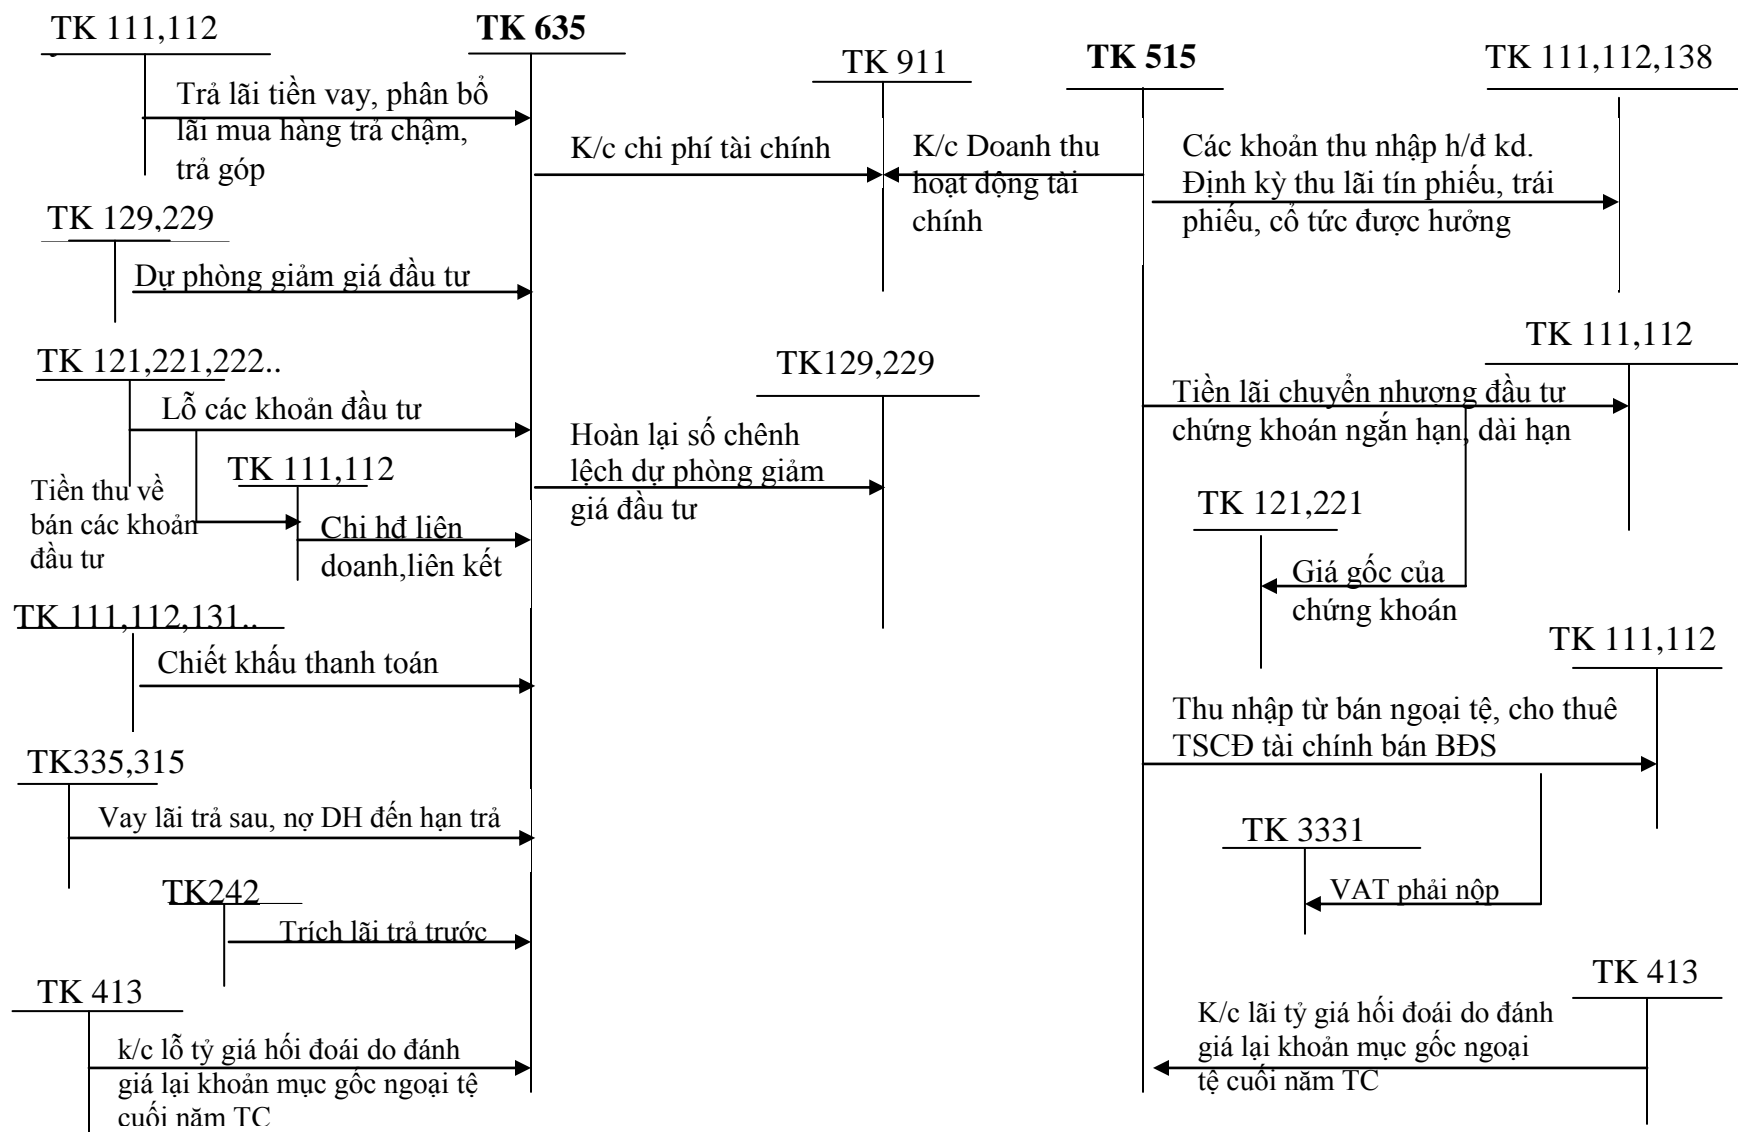 TK 111,112
TK 635
TK 911
TK 515
TK 111,112,138
Trả lãi tiền vay, phân bổ
lãi mua hàng trả chậm,
trả góp
K/c chi phí tài chính
K/c Doanh thu
hoạt động tài
chính
Các khoản thu nhập h/đ kd.
Định kỳ thu lãi tín phiếu, trái
phiếu, cổ tức được hưởng
TK 129,229
Dự phòng giảm giá đầu tư
TK 121,221,222..
Lỗ các khoản đầu tư
Tiền thu về
bán các khoản
đầu tư
TK 111,112
Chi hđ liên
doanh,liên kết
TK129,229
Hoàn lại số chênh
lệch dự phòng giảm
giá đầu tư
TK 111,112
Tiền lãi chuyển nhượng đầu tư
chứng khoán ngắn hạn, dài hạn
TK 121,221
Giá gốc của
chứng khoán
TK 111,112,131..
Chiết khấu thanh toán
TK 111,112
Thu nhập từ bán ngoại tệ, cho thuê
TSCĐ tài chính bán BĐS
TK335,315
Vay lãi trả sau, nợ DH đến hạn trả
TK 3331
VAT phải nộp
TK242
Trích lãi trả trước
TK 413
k/c lỗ tỷ giá hối đoái do đánh
giá lại khoản mục gốc ngoại tệ
cuối năm TC
TK 413
K/c lãi tỷ giá hối đoái do đánh
giá lại khoản mục gốc ngoại
tệ cuối năm TC